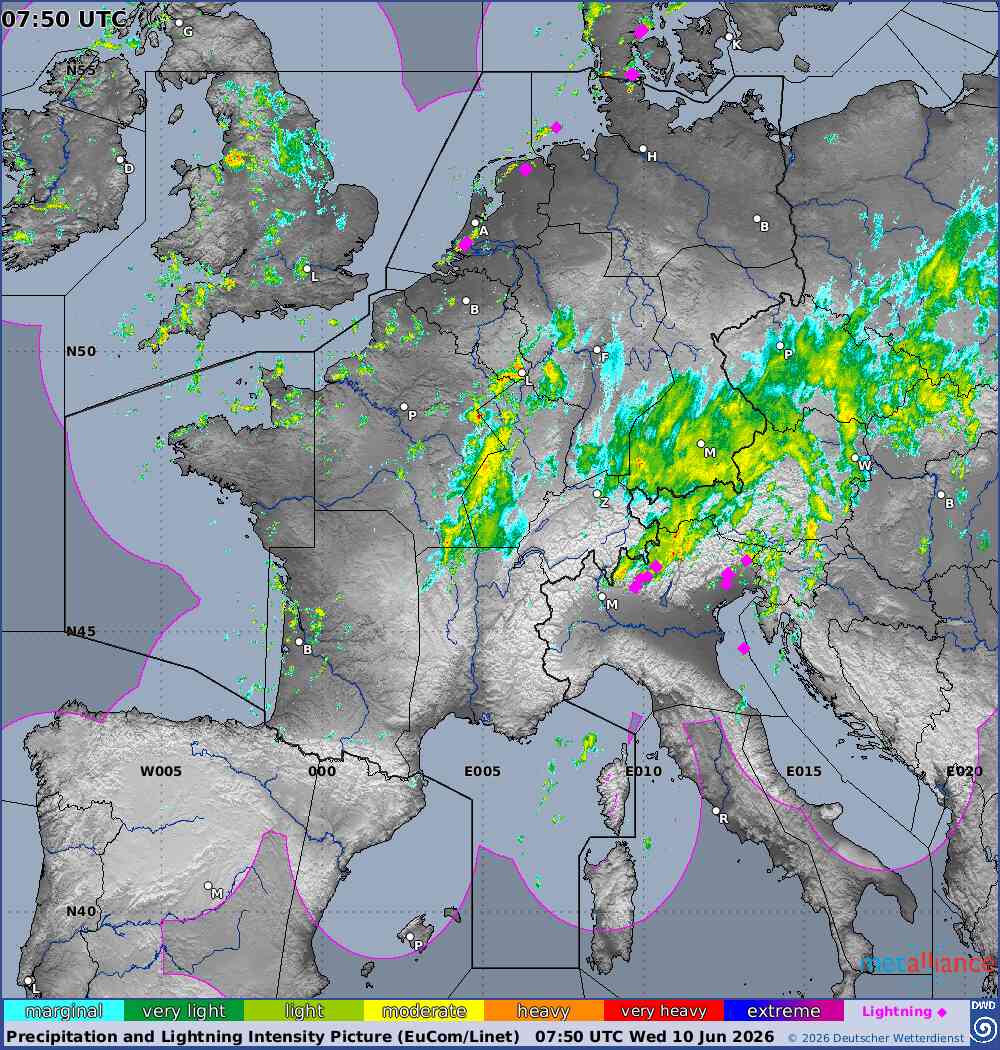 07:50 UTC
G
K
N55
D
H
B
A
L
B
N50
F
P
L
P
M
W
Z
B
M
N45
B
W005
000
E005
E010
E015
E020
R
M
N40
P
L
metalliance
marginal
very light
light
moderate
heavy
very heavy
extreme
Lightning
DWD
Precipitation and Lightning Intensity Picture (EuCom/Linet) 07:50 UTC Wed 10 Jun 2026 © 2026 Deutscher Wetterdienst